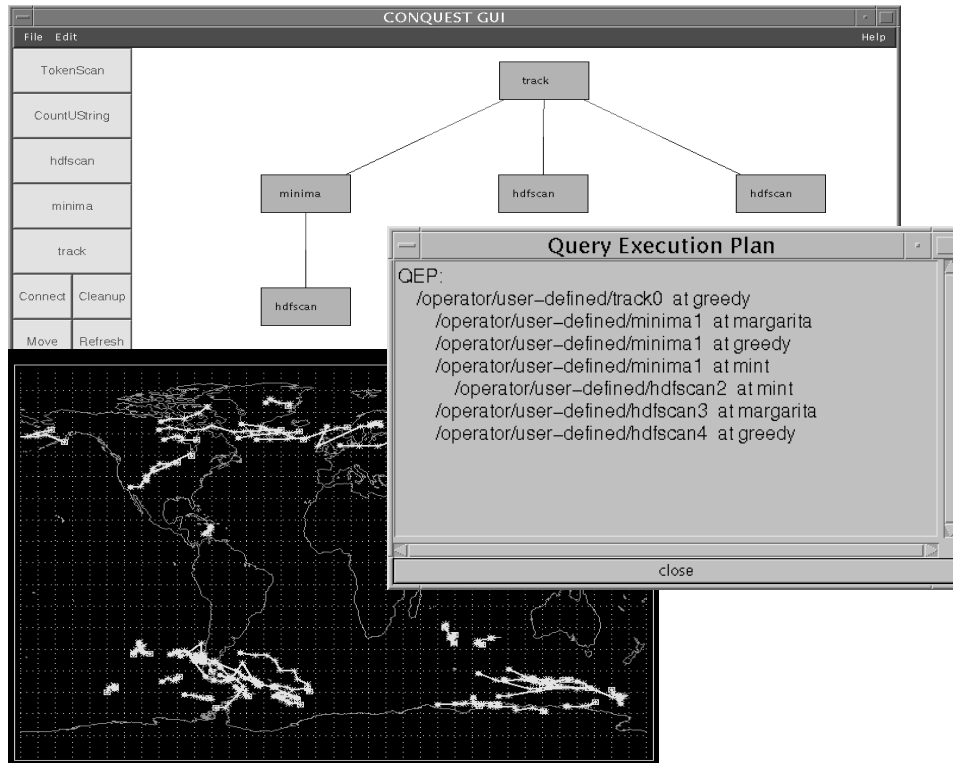 CONQUEST GUI
File Edit Help
TokenScan
CountUString
hdfscan
minima
track
Connect Cleanup
Move Refresh
track
minima hdfscan hdfscan
hdfscan
Query Execution Plan
QEP:
/operator/user-defined/track0 at greedy
/operator/user-defined/minima1 at margarita
/operator/user-defined/minima1 at greedy
/operator/user-defined/minima1 at mint
/operator/user-defined/hdfscan2 at mint
/operator/user-defined/hdfscan3 at margarita
/operator/user-defined/hdfscan4 at greedy
close